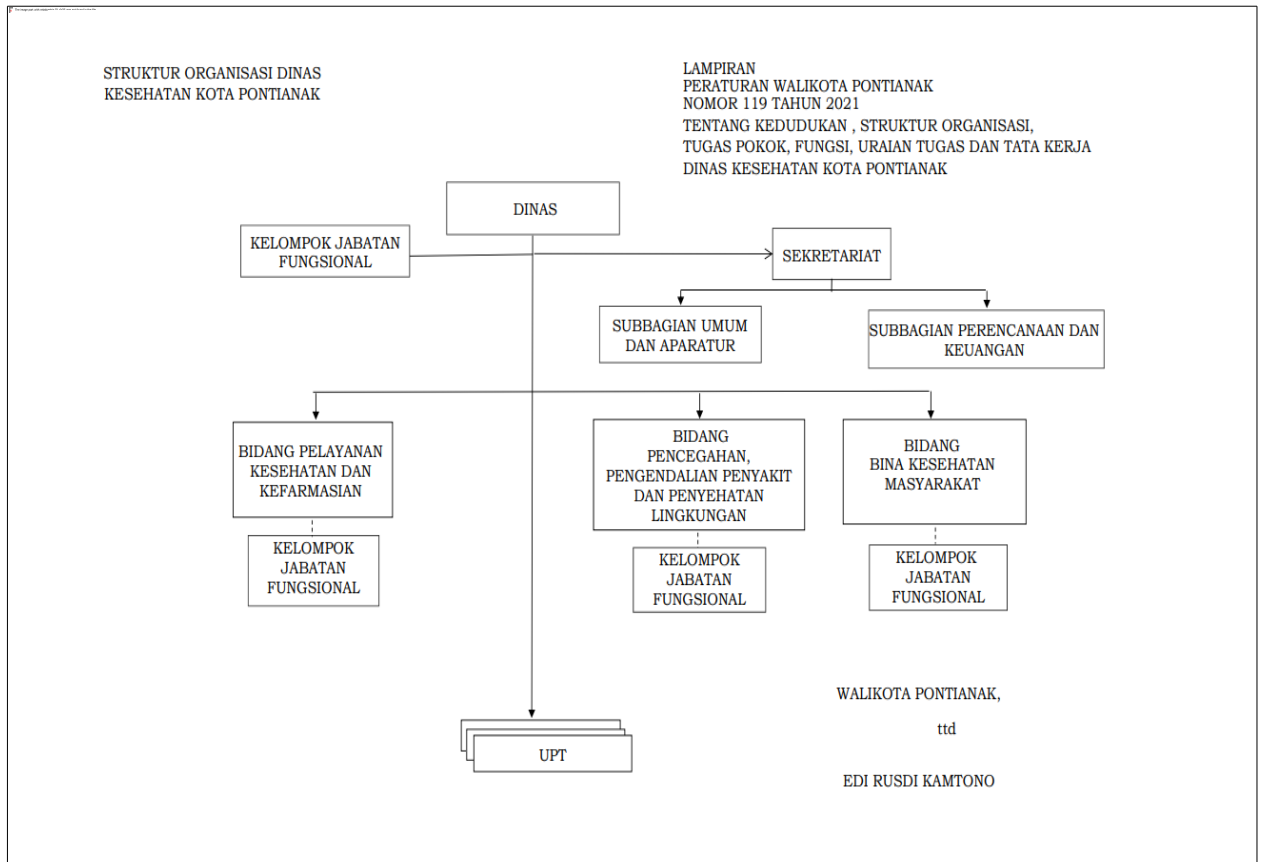 STRUKTUR ORGANISASI DINAS
KESEHATAN KOTA PONTIANAK
LAMPIRAN
PERATURAN WALIKOTA PONTIANAK
NOMOR 119 TAHUN 2021
TENTANG KEDUDUKAN , STRUKTUR ORGANISASI,
TUGAS POKOK, FUNGSI, URAIAN TUGAS DAN TATA KERJA
DINAS KESEHATAN KOTA PONTIANAK
DINAS
KELOMPOK JABATAN
FUNGSIONAL
SEKRETARIAT
SUBBAGIAN UMUM
DAN APARATUR
SUBBAGIAN PERENCANAAN DAN
KEUANGAN
BIDANG PELAYANAN
KESEHATAN DAN
KEFARMASIAN
BIDANG
PENCEGAHAN,
PENGENDALIAN PENYAKIT
DAN PENYEHATAN
LINGKUNGAN
BIDANG
BINA KESEHATAN
MASYARAKAT
KELOMPOK
JABATAN
FUNGSIONAL
KELOMPOK
JABATAN
FUNGSIONAL
KELOMPOK
JABATAN
FUNGSIONAL
UPT
WALIKOTA PONTIANAK,
ttd
EDI RUSDI KAMTONO